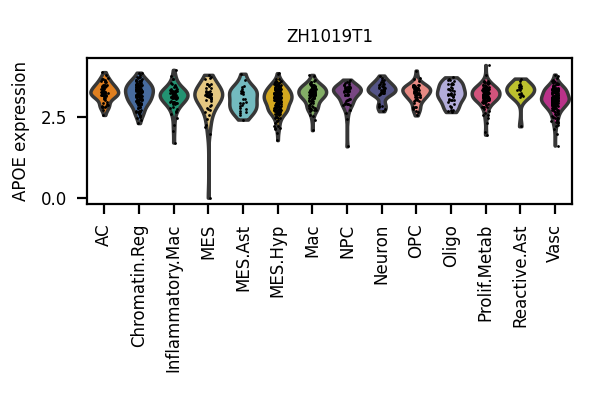 ZH1019T1
APOE expression
2.5
0.0
AC
Chromatin.Reg
Inflammatory.Mac
MES
MES.Ast
MES.Hyp
Mac
NPC
Neuron
OPC
Oligo
Prolif.Metab
Reactive.Ast
Vasc